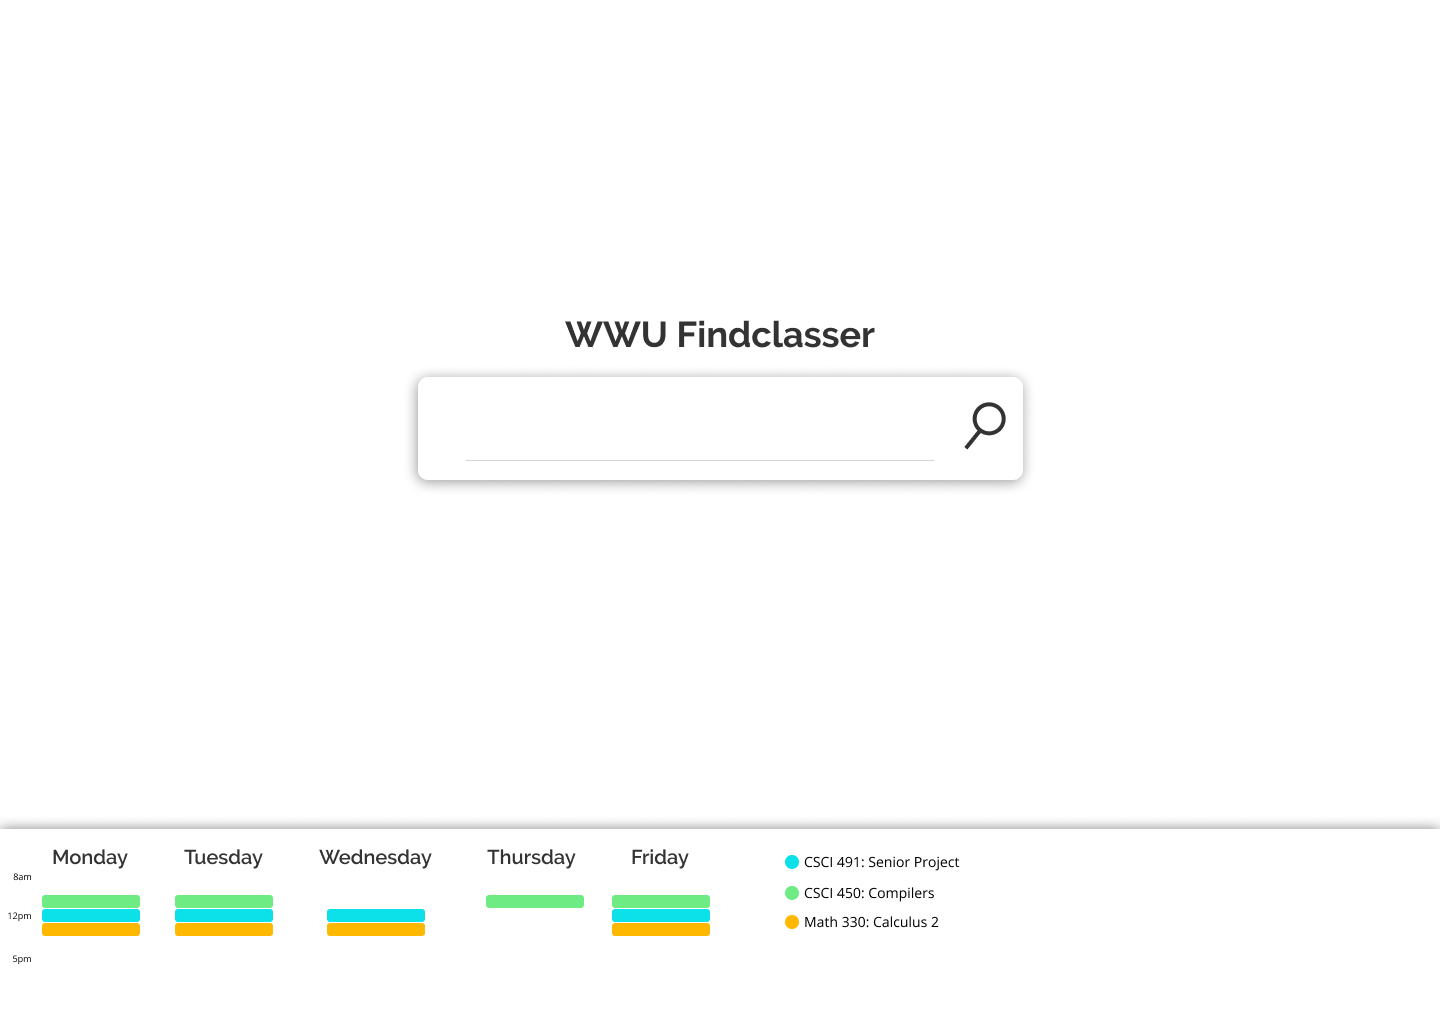 WWU Findclasser
Monday Tuesday Wednesday Thursday Friday
8am
12pm
5pm
CSCI 491: Senior Project
CSCI 450: Compilers
Math 330: Calculus 2